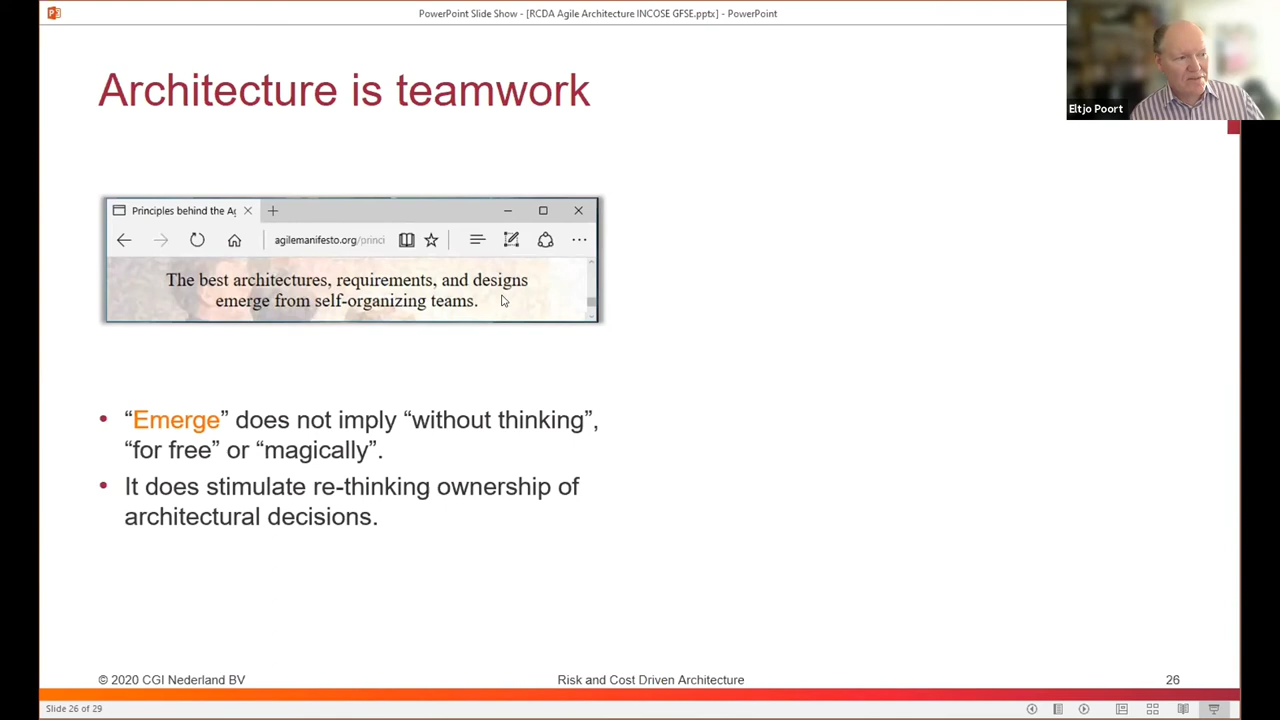 PowerPoint Slide Show - [RCDA Agile Architecture INCOSE GFSE.pptx] - PowerPoint
Eltjo Poort
Architecture is teamwork
Principles behind the Ag
agilemanifesto.org/princi
The best architectures, requirements, and designs
emerge from self-organizing teams.
• “Emerge” does not imply “without thinking”,
“for free” or “magically”.
• It does stimulate re-thinking ownership of
architectural decisions.
© 2020 CGI Nederland BV
Risk and Cost Driven Architecture
26
Slide 26 of 29